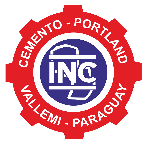 CEMENTO - PORTLAND
INC
VALLEMI - PARAGUAY